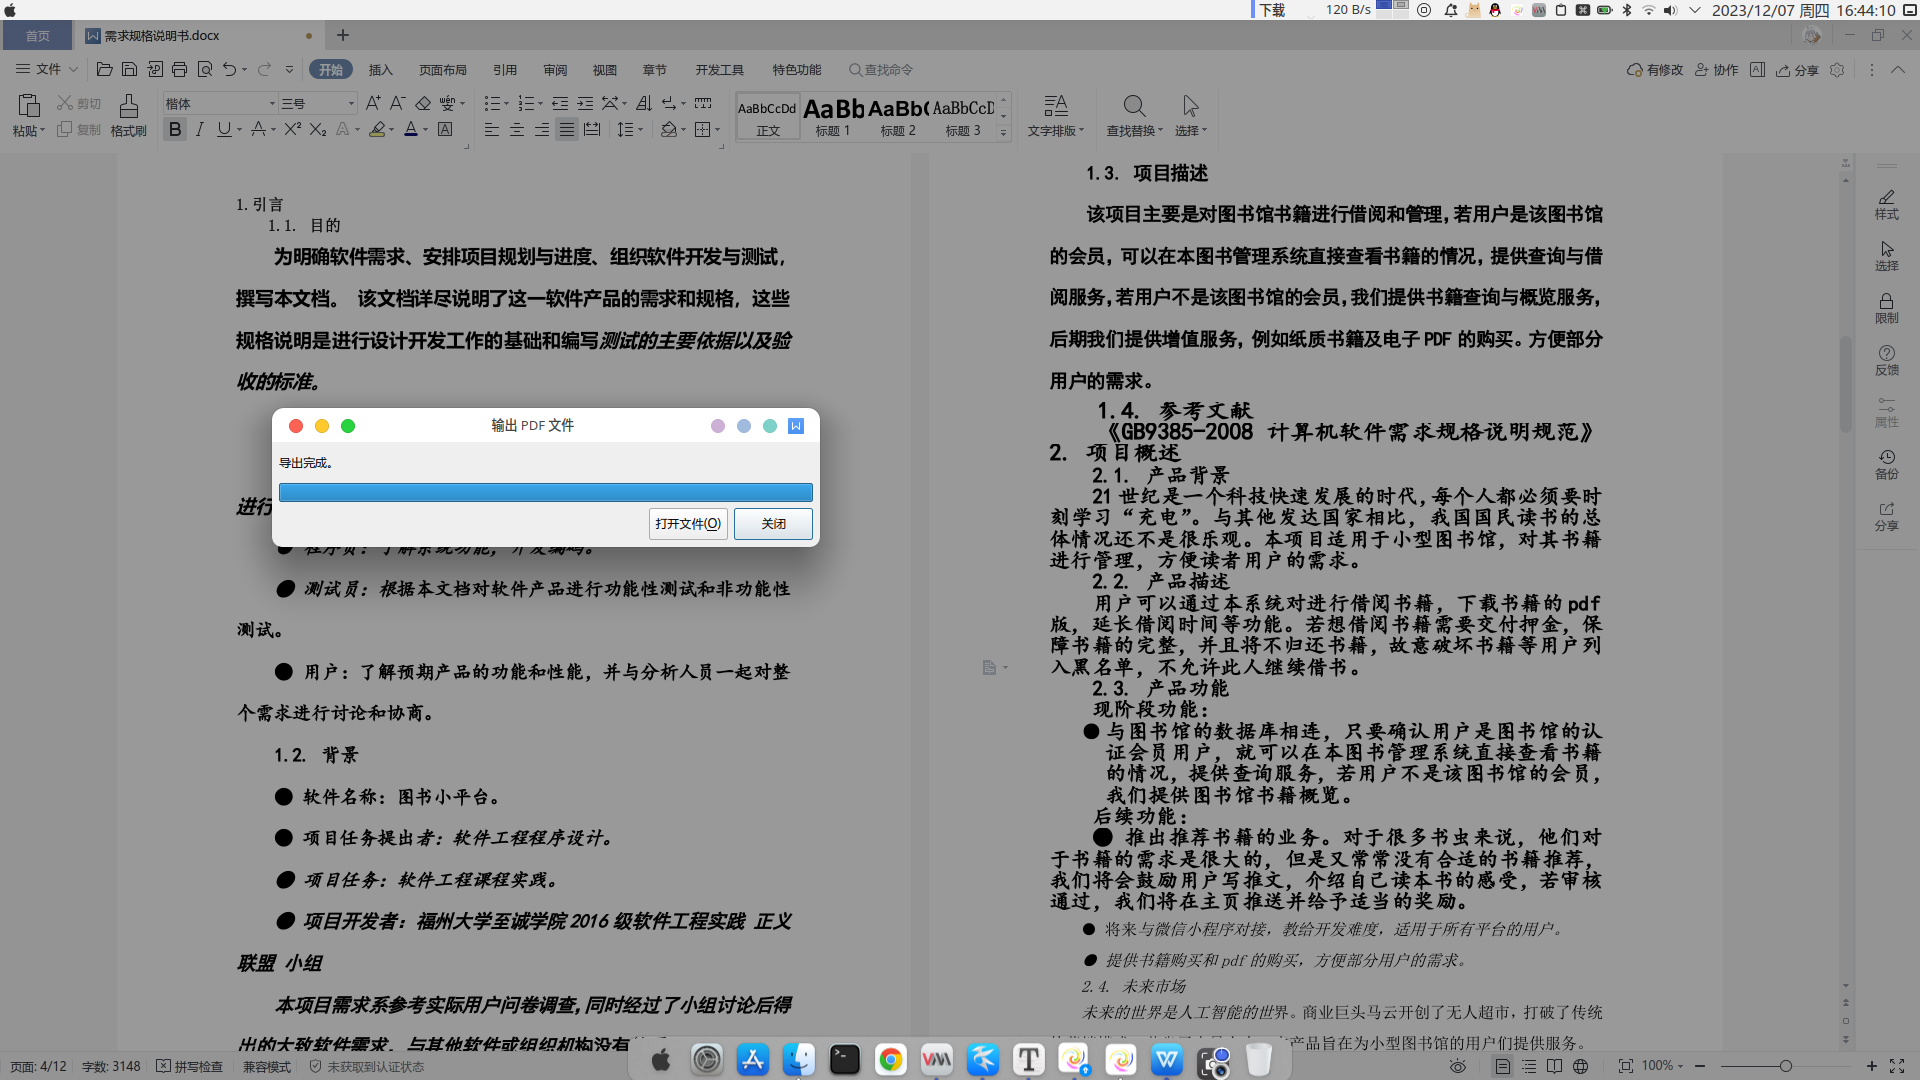 下载 120 B/s 2023/12/07 周四 16:44:10
首页 需求规格说明书.docx
文件 开始 插入 页面布局 引用 审阅 视图 章节 开发工具 特色功能 查找命令 有修改 协作 分享
粘贴 剪切 复制 格式刷 楷体 三号
AaBbCcDd AaBb AaBb( AaBbCcD
正文 标题 1 标题 2 标题 3 文字排版 查找替换 选择
1.引言
1.1. 目的
为明确软件需求、安排项目规划与进度、组织软件开发与测试，
撰写本文档。 该文档详尽说明了这一软件产品的需求和规格，这些
规格说明是进行设计开发工作的基础和编写测试的主要依据以及验
收的标准。
输出 PDF 文件
导出完成。
打开文件(O) 关闭
进行
程序员：了解系统功能，开发编码。
测试员：根据本文档对软件产品进行功能性测试和非功能性
测试。
用户：了解预期产品的功能和性能，并与分析人员一起对整
个需求进行讨论和协商。
1.2. 背景
软件名称：图书小平台。
项目任务提出者：软件工程程序设计。
项目任务：软件工程课程实践。
项目开发者：福州大学至诚学院 2016 级软件工程实践 正义
联盟 小组
本项目需求系参考实际用户问卷调查，同时经过了小组讨论后得
出的大致软件需求，与其他软件或组织机构没有
1.3. 项目描述
该项目主要是对图书馆书籍进行借阅和管理，若用户是该图书馆
的会员，可以在本图书管理系统直接查看书籍的情况，提供查询与借
阅服务，若用户不是该图书馆的会员，我们提供书籍查询与概览服务，
后期我们提供增值服务，例如纸质书籍及电子 PDF 的购买。方便部分
用户的需求。
1.4. 参考文献
《GB9385-2008 计算机软件需求规格说明规范》
2. 项目概述
2.1. 产品背景
21 世纪是一个科技快速发展的时代，每个人都必须要时
刻学习“充电”。与其他发达国家相比，我国国民读书的总
体情况还不是很乐观。本项目适用于小型图书馆，对其书籍
进行管理，方便读者用户的需求。
2.2. 产品描述
用户可以通过本系统对进行借阅书籍，下载书籍的 pdf
版，延长借阅时间等功能。若想借阅书籍需要交付押金，保
障书籍的完整，并且将不归还书籍，故意破坏书籍等用户列
入黑名单，不允许此人继续借书。
2.3. 产品功能
现阶段功能：
与图书馆的数据库相连，只要确认用户是图书馆的认
证会员用户，就可以在本图书管理系统直接查看书籍
的情况，提供查询服务，若用户不是该图书馆的会员，
我们提供图书馆书籍概览。
后续功能：
推出推荐书籍的业务。对于很多书虫来说，他们对
于书籍的需求是很大的，但是又常常没有合适的书籍推荐，
我们将会鼓励用户写推文，介绍自己读本书的感受，若审核
通过，我们将在主页推送并给予适当的奖励。
将来与微信小程序对接，教给开发难度，适用于所有平台的用户。
提供书籍购买和 pdf 的购买，方便部分用户的需求。
2.4. 未来市场
未来的世界是人工智能的世界。商业巨头马云开创了无人超市，打破了传统
产品旨在为小型图书馆的用户们提供服务。
样式
选择
限制
反馈
属性
备份
分享
页面: 4/12 字数: 3148 拼写检查 兼容模式 未获取到认证状态 100%